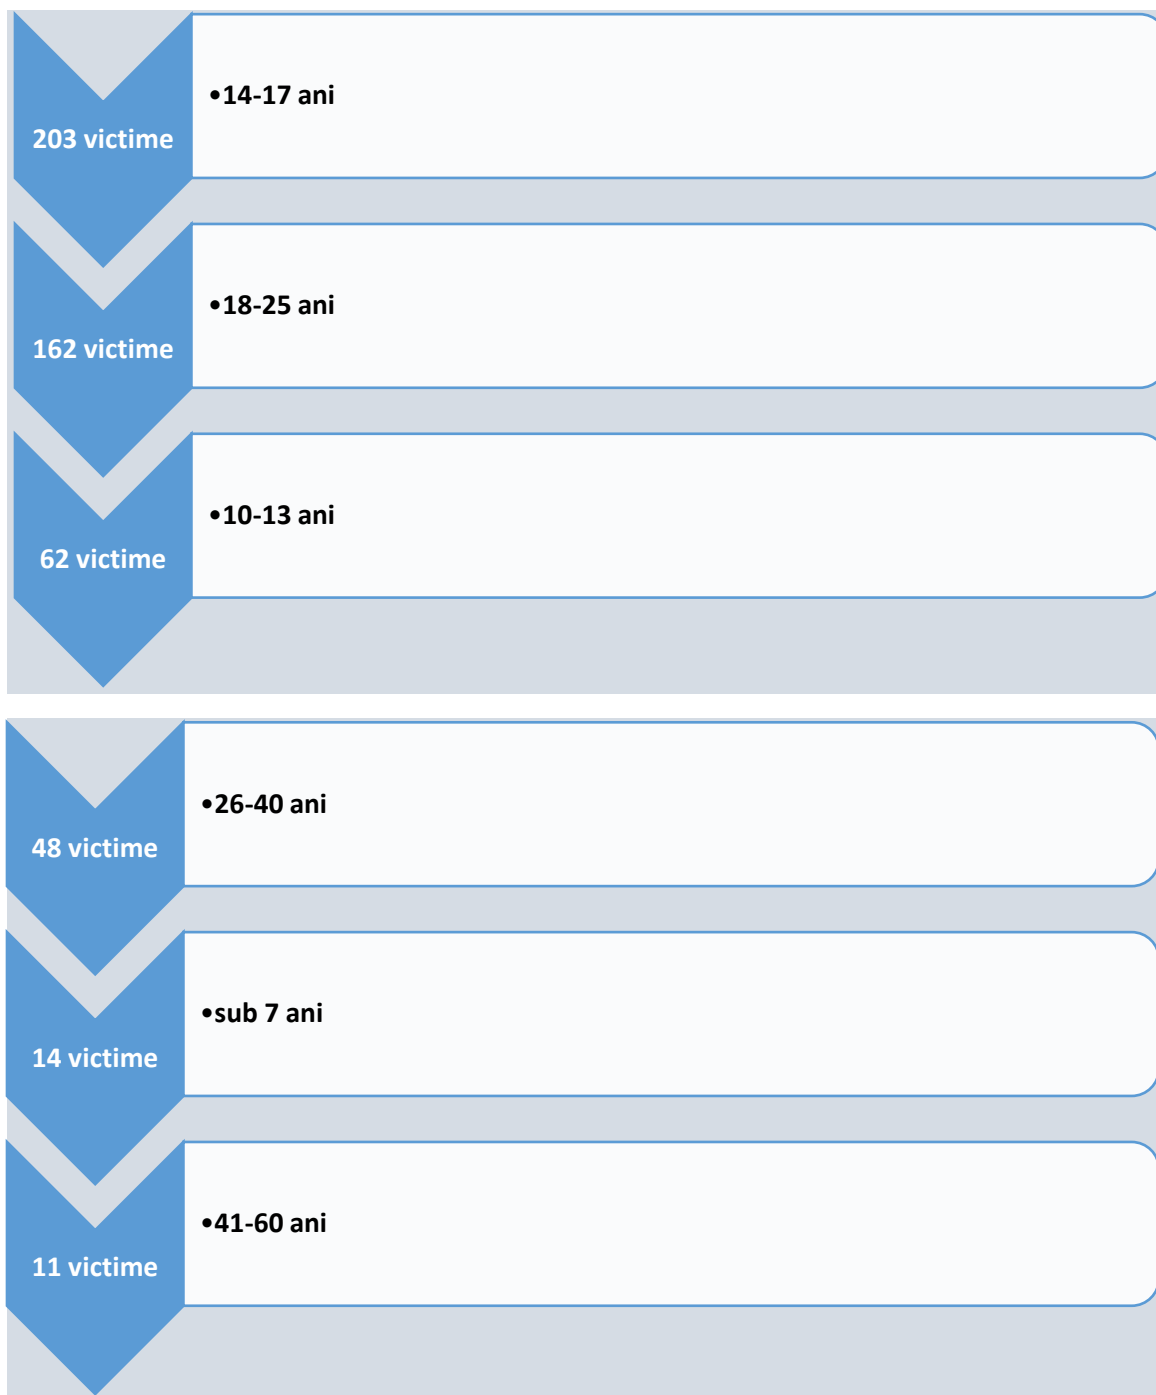 203 victime
•14-17 ani
162 victime
•18-25 ani
62 victime
•10-13 ani
48 victime
•26-40 ani
14 victime
•sub 7 ani
11 victime
•41-60 ani